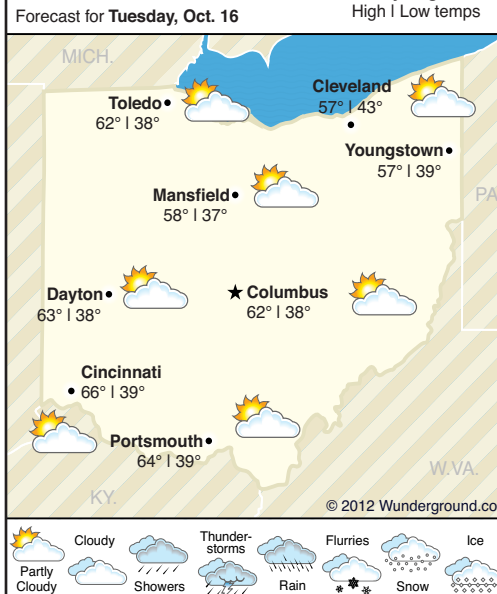 High | Low temps
Forecast for Tuesday, Oct. 16
MICH.
Cleveland
57° | 43°
Toledo
62° | 38°
Youngstown
57° | 39°
Mansfield
58° | 37°
PA
Dayton
63° | 38°
Columbus
62° | 38°
Cincinnati
66° | 39°
Portsmouth
64° | 39°
W.VA.
KY.
© 2012 Wunderground.co
Partly
Cloudy
Cloudy
Showers
Thunder-
storms
Rain
Flurries
Snow
Ice